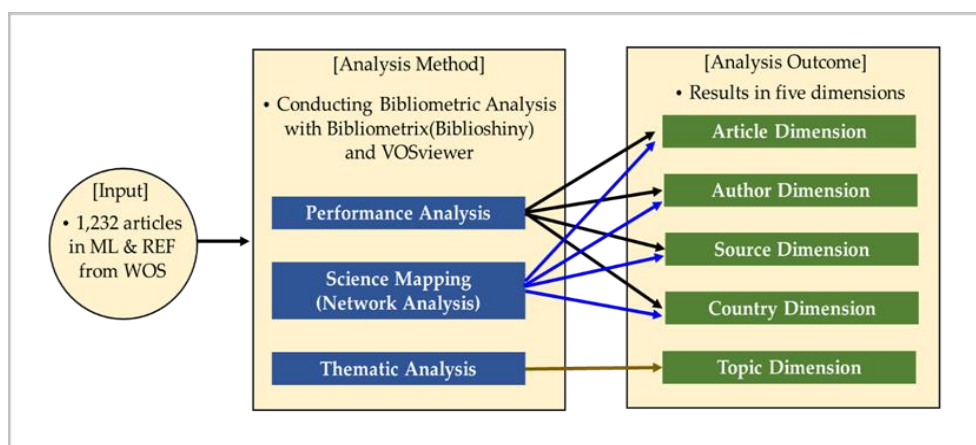 [Input]
• 1,232 articles
in ML & REF
from WOS
[Analysis Method]
• Conducting Bibliometric Analysis
with Bibliometrix(Biblioshiny)
and VOSviewer
Performance Analysis
Science Mapping
(Network Analysis)
Thematic Analysis
[Analysis Outcome]
• Results in five dimensions
Article Dimension
Author Dimension
Source Dimension
Country Dimension
Topic Dimension